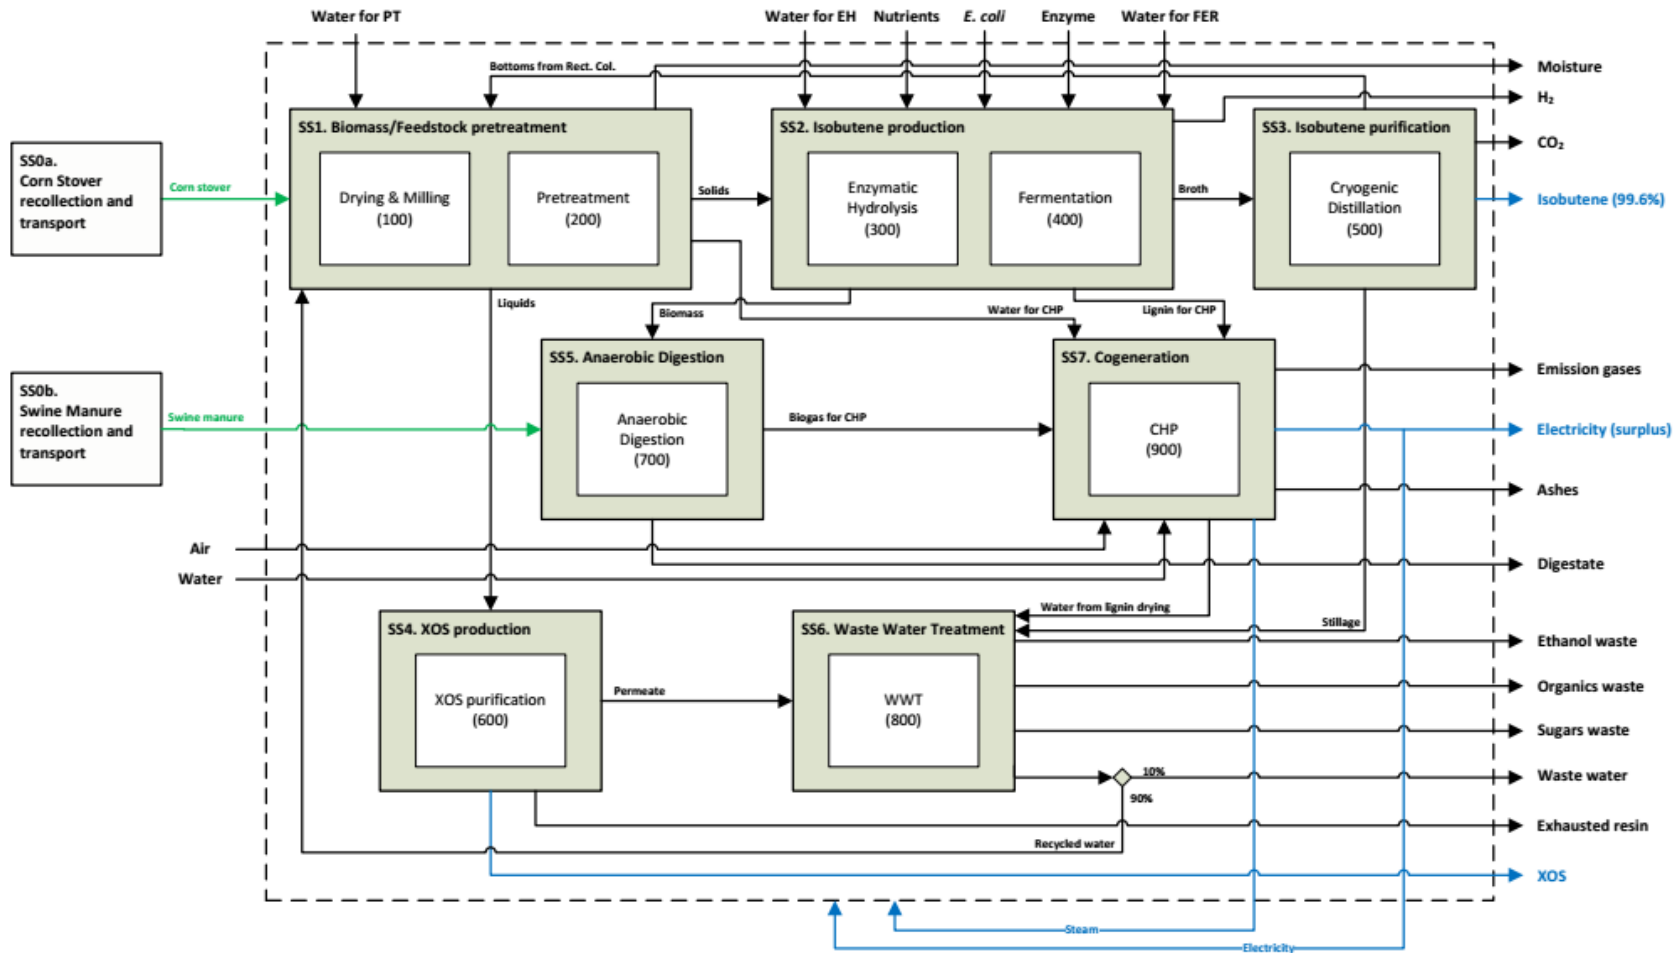 Water for PT
Water for EH
Nutrients
E. coli
Enzyme
Water for FER
Bottoms from Rect. Col.
Moisture
H₂
CO₂
Isobutene (99.6%)
SS0a.
Corn Stover
recollection and
transport
Corn stover
SS1. Biomass/Feedstock pretreatment
Drying & Milling
(100)
Pretreatment
(200)
Solids
SS2. Isobutene production
Enzymatic
Hydrolysis
(300)
Fermentation
(400)
Broth
SS3. Isobutene purification
Cryogenic
Distillation
(500)
Liquids
Biomass
Water for CHP
Lignin for CHP
SS0b.
Swine Manure
recollection and
transport
Swine manure
SS5. Anaerobic Digestion
Anaerobic
Digestion
(700)
Biogas for CHP
SS7. Cogeneration
CHP
(900)
Emission gases
Electricity (surplus)
Ashes
Air
Water
Digestate
Water from lignin drying
Stillage
SS4. XOS production
XOS purification
(600)
Permeate
SS6. Waste Water Treatment
WWT
(800)
Ethanol waste
Organics waste
Sugars waste
10%
90%
Waste water
Exhausted resin
Recycled water
XOS
Steam
Electricity